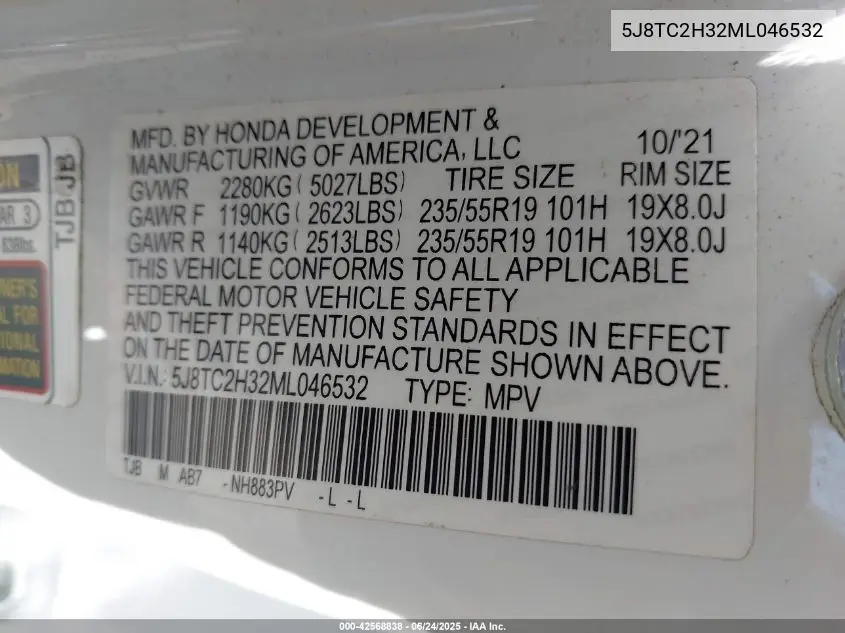 5J8TC2H32ML046532
MFD. BY HONDA DEVELOPMENT &
MANUFACTURING OF AMERICA, LLC 10/'21
GVWR 2280KG ( 5027LBS) TIRE SIZE RIM SIZE
GAWR F 1190KG ( 2623LBS) 235/55R19 101H 19X8.0J
GAWR R 1140KG ( 2513LBS) 235/55R19 101H 19X8.0J
THIS VEHICLE CONFORMS TO ALL APPLICABLE
FEDERAL MOTOR VEHICLE SAFETY
AND THEFT PREVENTION STANDARDS IN EFFECT
ON THE DATE OF MANUFACTURE SHOWN ABOVE.
V.I.N.: 5J8TC2H32ML046532 TYPE: MPV
TJB M AB7 -NH883PV -L -L
TJB JB
3
000-42568838 - 06/24/2025 - IAA Inc.